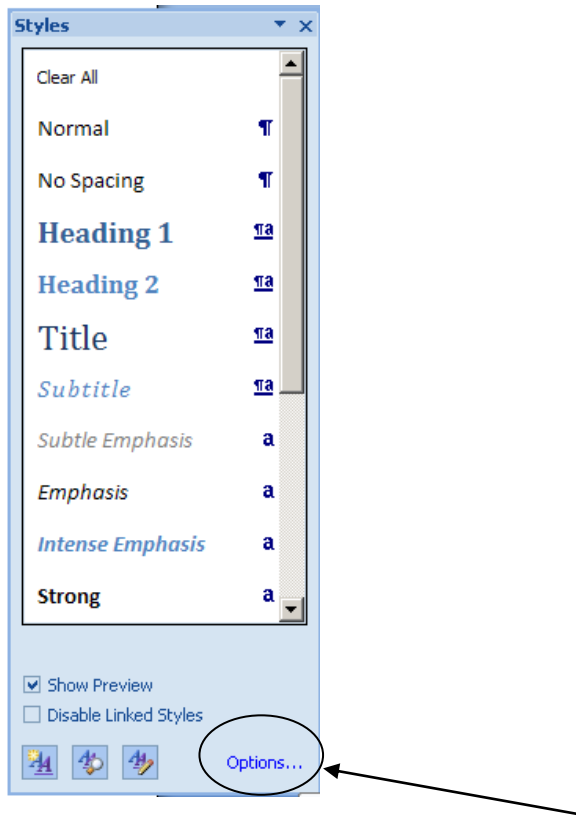 Styles
Clear All
Normal ¶
No Spacing ¶
Heading 1 ¶a
Heading 2 ¶a
Title ¶a
Subtitle ¶a
Subtle Emphasis a
Emphasis a
Intense Emphasis a
Strong a
Show Preview
Disable Linked Styles
Options...